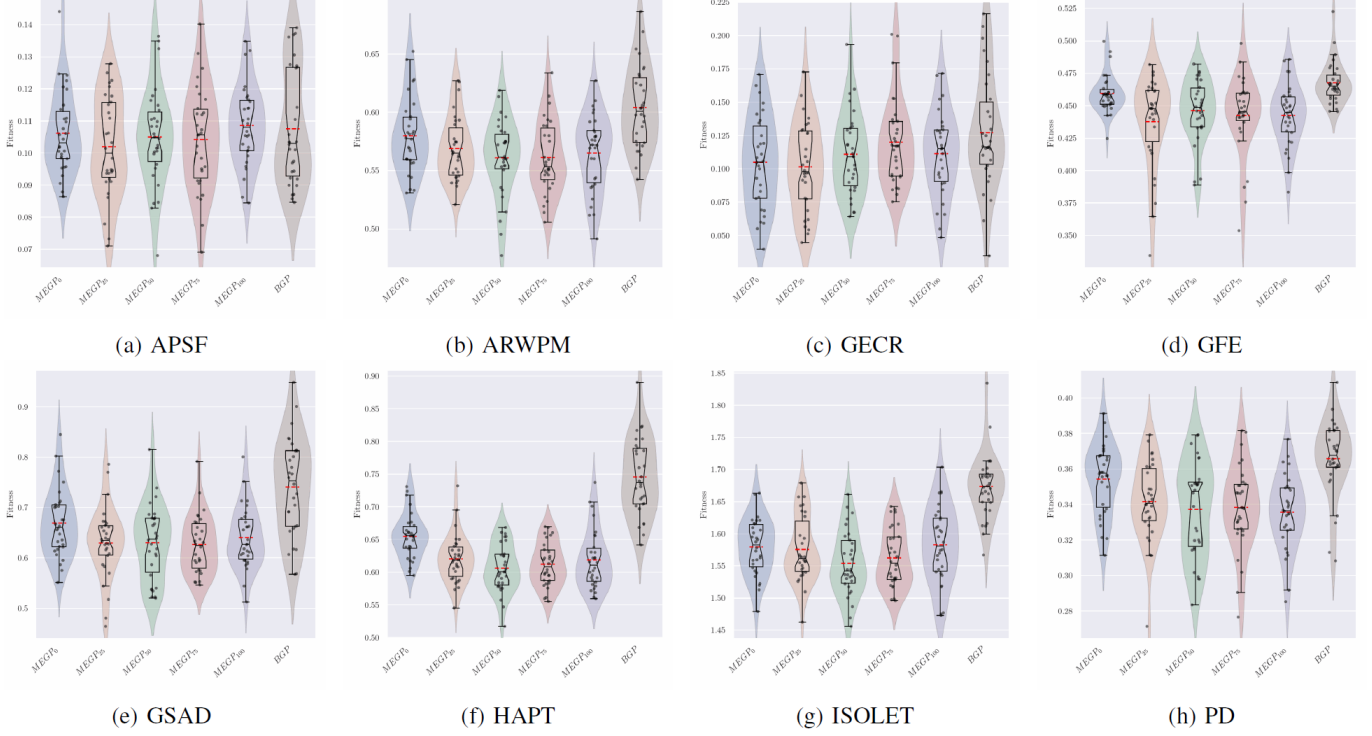 0.14
0.13
0.12
0.11
0.10
0.09
0.08
0.07
Fitness
MEGP0
MEGP25
MEGP50
MEGP75
MEGP100
BGP
(a) APSF
0.65
0.60
0.55
0.50
Fitness
MEGP0
MEGP25
MEGP50
MEGP75
MEGP100
BGP
(b) ARWPM
0.225
0.200
0.175
0.150
0.125
0.100
0.075
0.050
Fitness
MEGP0
MEGP25
MEGP50
MEGP75
MEGP100
BGP
(c) GECR
0.525
0.500
0.475
0.450
0.425
0.400
0.375
0.350
Fitness
MEGP0
MEGP25
MEGP50
MEGP75
MEGP100
BGP
(d) GFE
0.9
0.8
0.7
0.6
0.5
Fitness
MEGP0
MEGP25
MEGP50
MEGP75
MEGP100
BGP
(e) GSAD
0.90
0.85
0.80
0.75
0.70
0.65
0.60
0.55
0.50
Fitness
MEGP0
MEGP25
MEGP50
MEGP75
MEGP100
BGP
(f) HAPT
1.85
1.80
1.75
1.70
1.65
1.60
1.55
1.50
1.45
Fitness
MEGP0
MEGP25
MEGP50
MEGP75
MEGP100
BGP
(g) ISOLET
0.40
0.38
0.36
0.34
0.32
0.30
0.28
Fitness
MEGP0
MEGP25
MEGP50
MEGP75
MEGP100
BGP
(h) PD